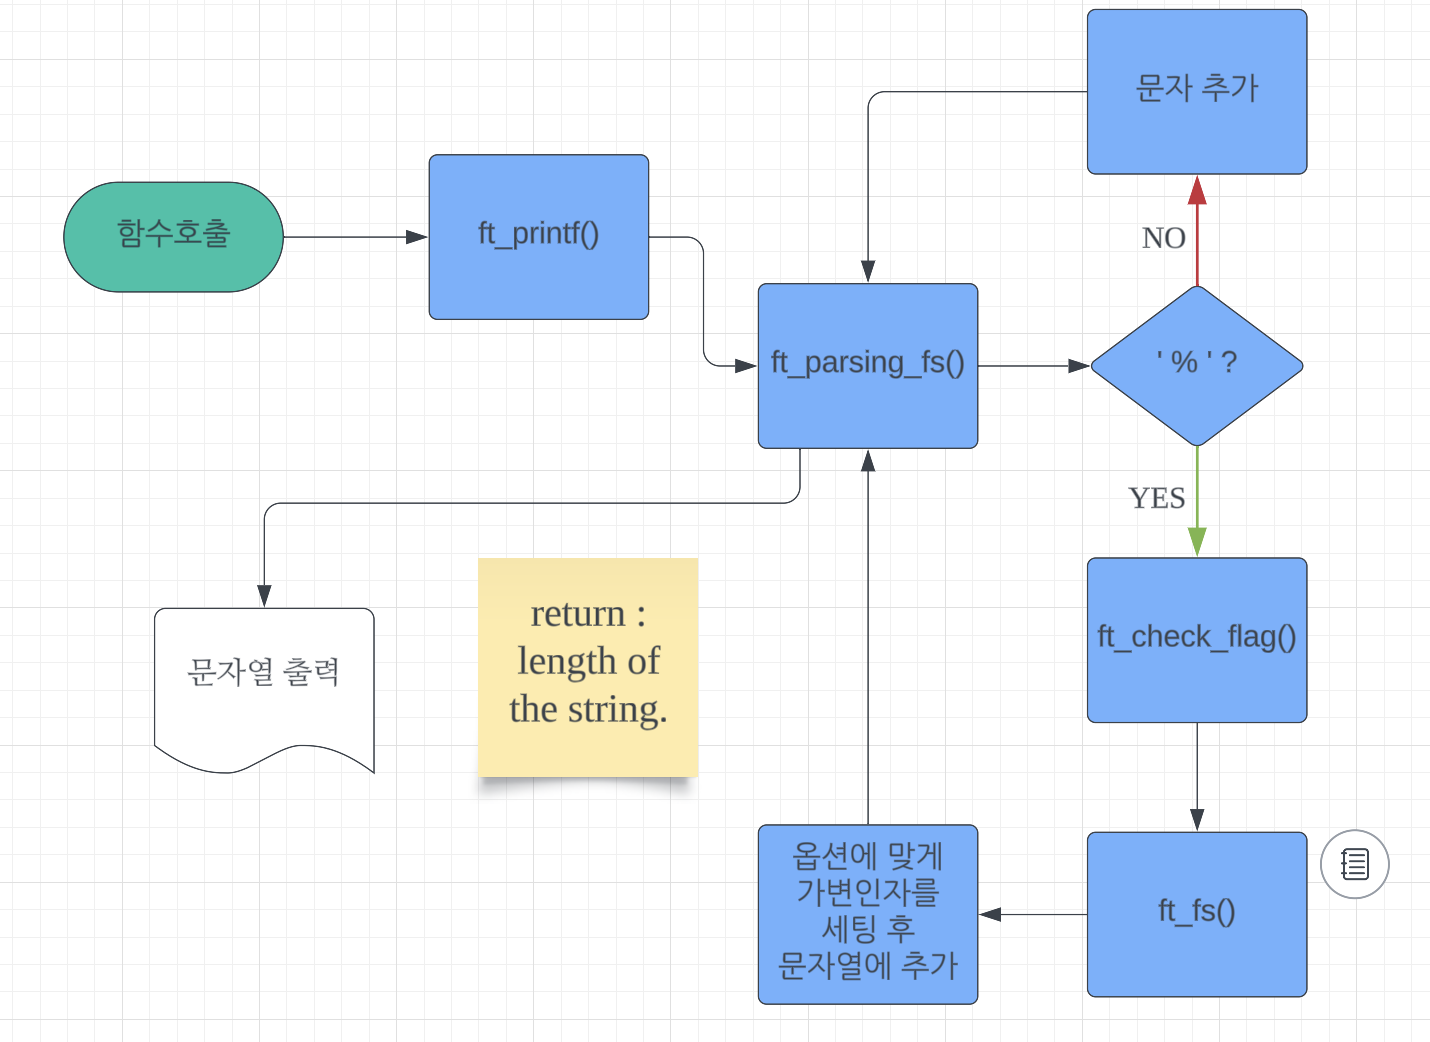 문자 추가
함수호출
ft_printf()
NO
ft_parsing_fs()
' % ' ?
YES
return :
length of
the string.
ft_check_flag()
문자열 출력
옵션에 맞게
가변인자를
세팅 후
문자열에 추가
ft_fs()